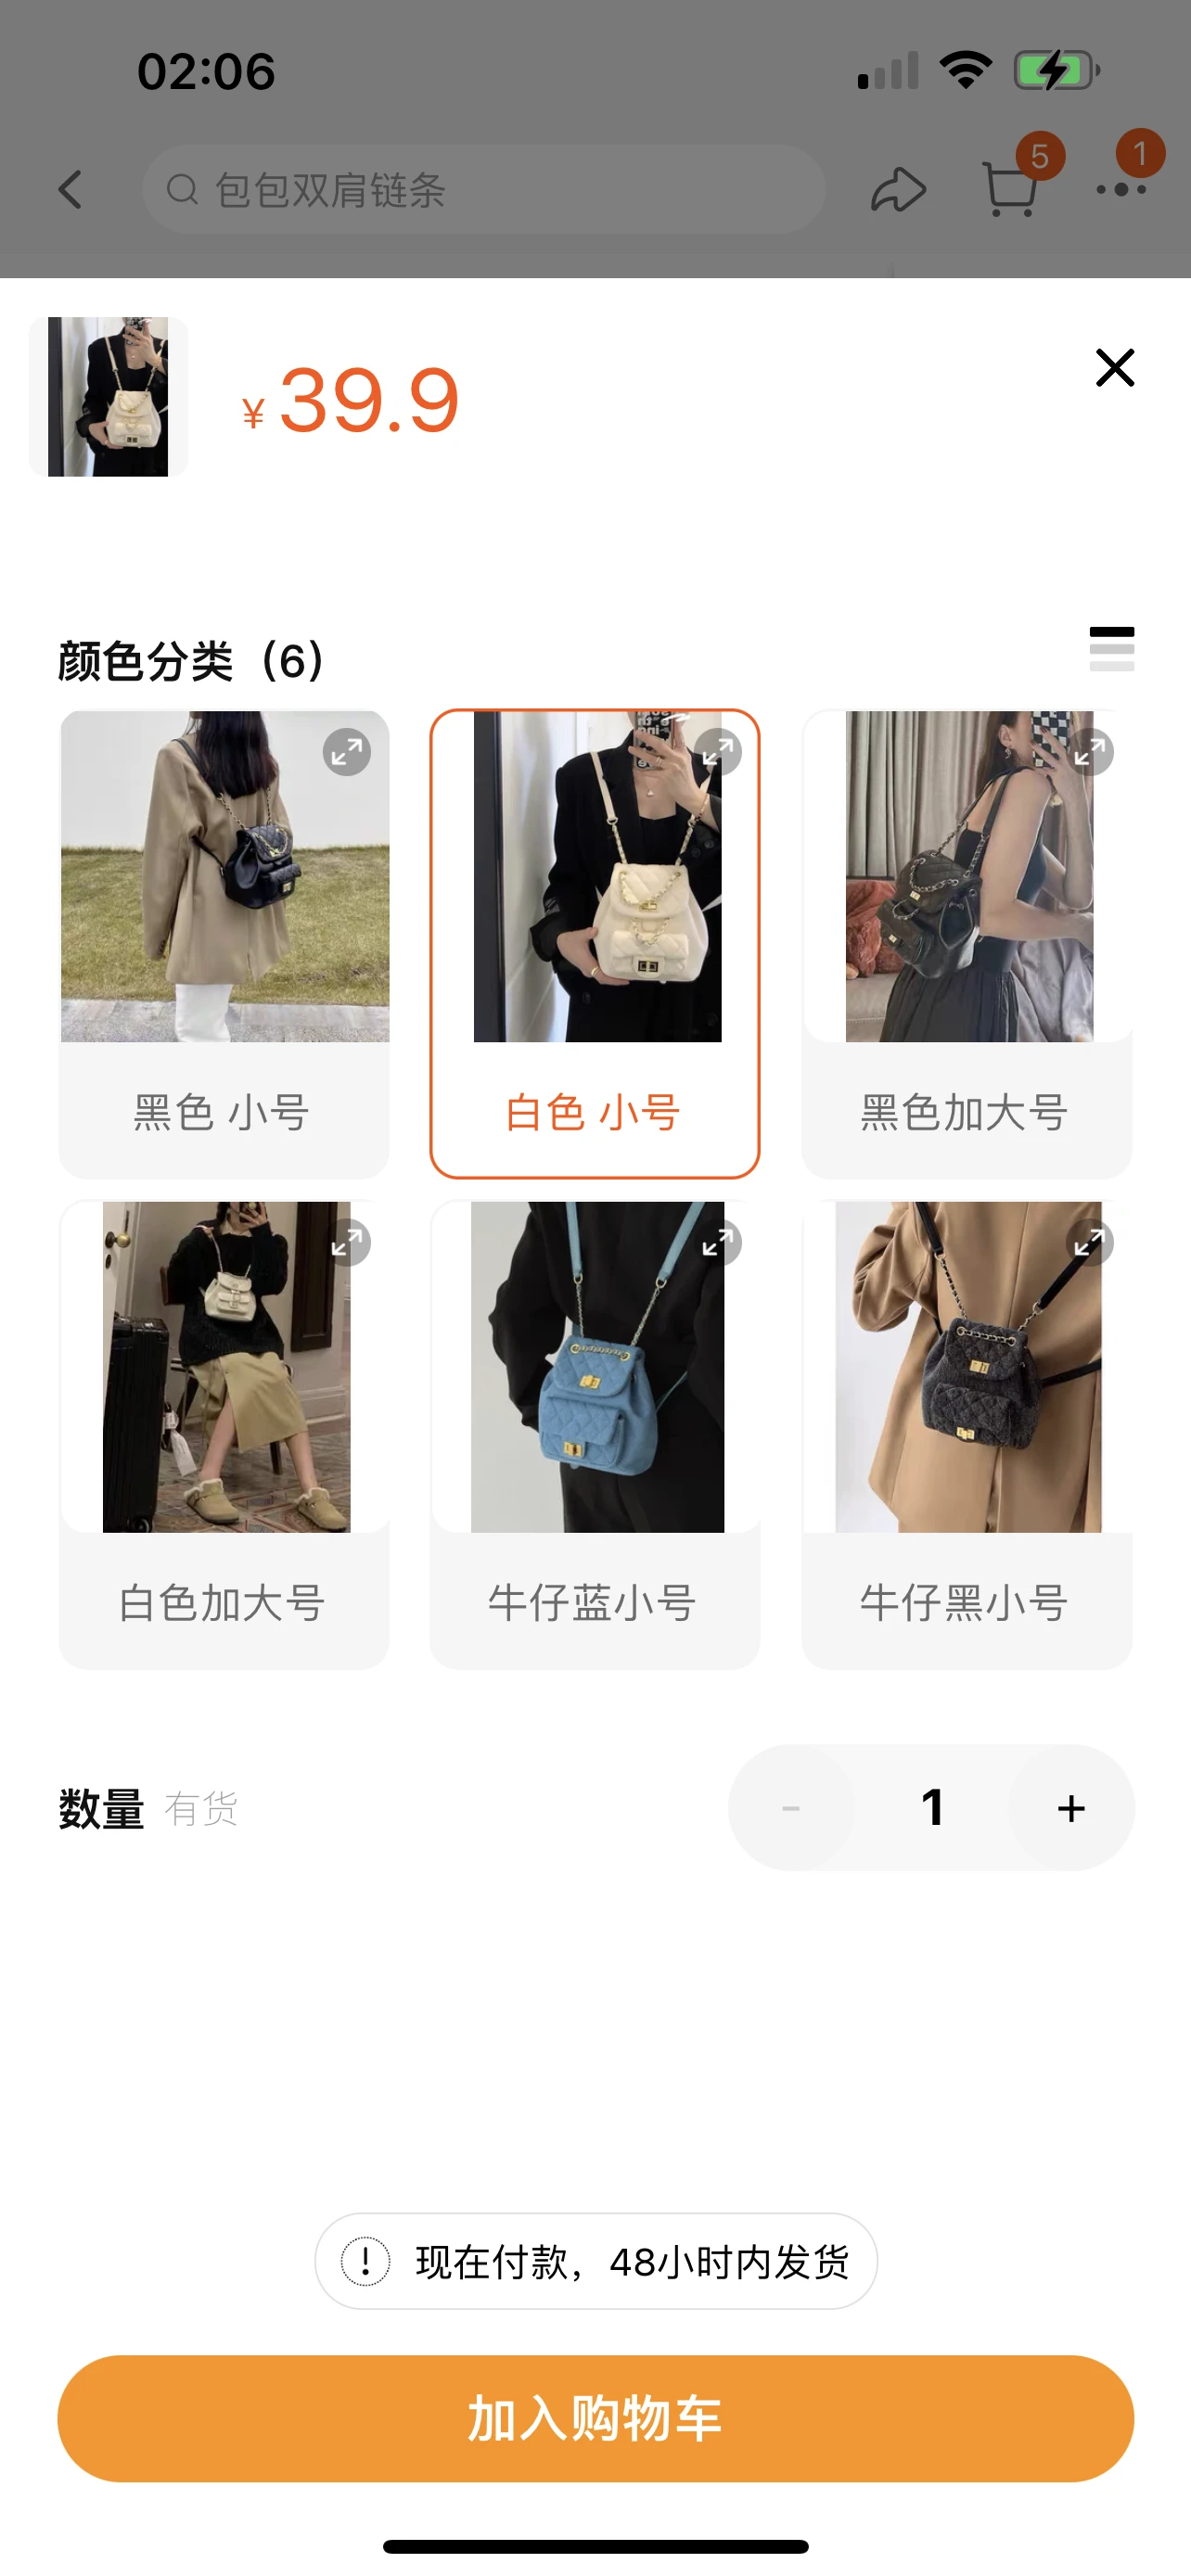 02:06
包包双肩链条
5
1
¥39.9
颜色分类（6）
黑色 小号
白色 小号
黑色加大号
白色加大号
牛仔蓝小号
牛仔黑小号
数量 有货
- 1 +
现在付款，48小时内发货
加入购物车